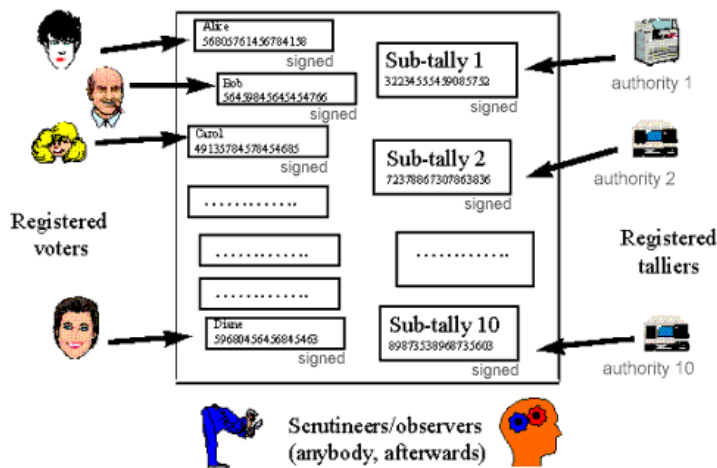 Alice
56805761456784158
signed
Bob
56459845645454766
signed
Carol
49135784578454685
signed
.............
.............
.............
Diane
59680456456845463
signed
Registered
voters
Sub-tally 1
32234555459085752
signed
Sub-tally 2
72378867307863836
signed
.............
Sub-tally 10
89873538968735603
signed
authority 1
authority 2
Registered
talliers
authority 10
Scrutineers/observers
(anybody, afterwards)